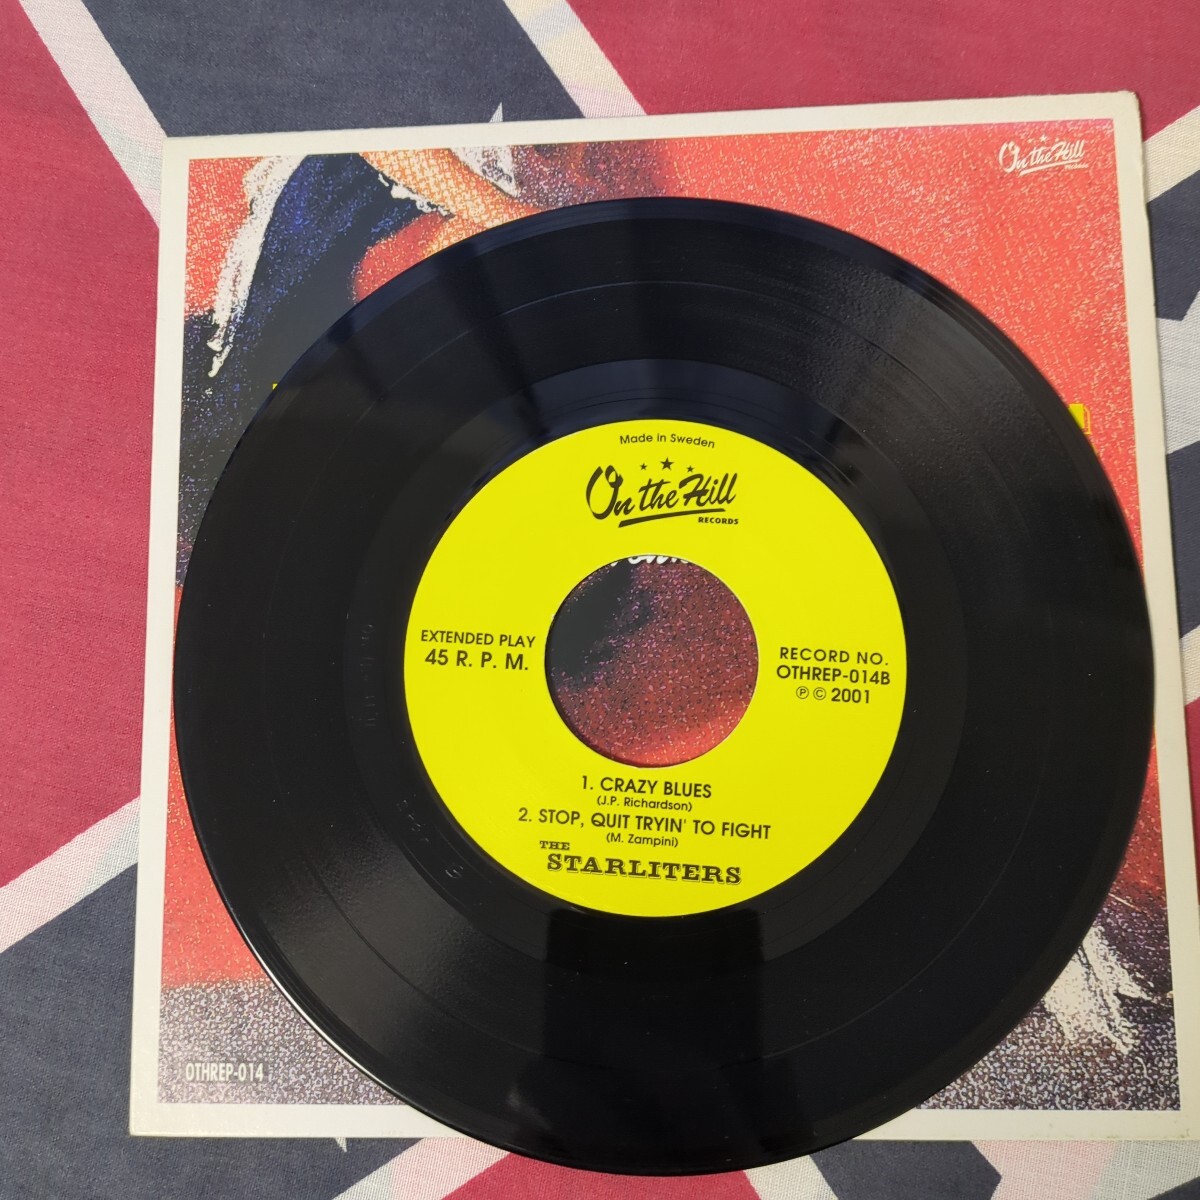 On the Hill
Made in Sweden
On the Hill
RECORDS
EXTENDED PLAY
45 R. P. M.
RECORD NO.
OTHREP-014B
℗ © 2001
1. CRAZY BLUES
(J.P. Richardson)
2. STOP, QUIT TRYIN' TO FIGHT
(M. Zampini)
THE
STARLITERS
OTHREP-014